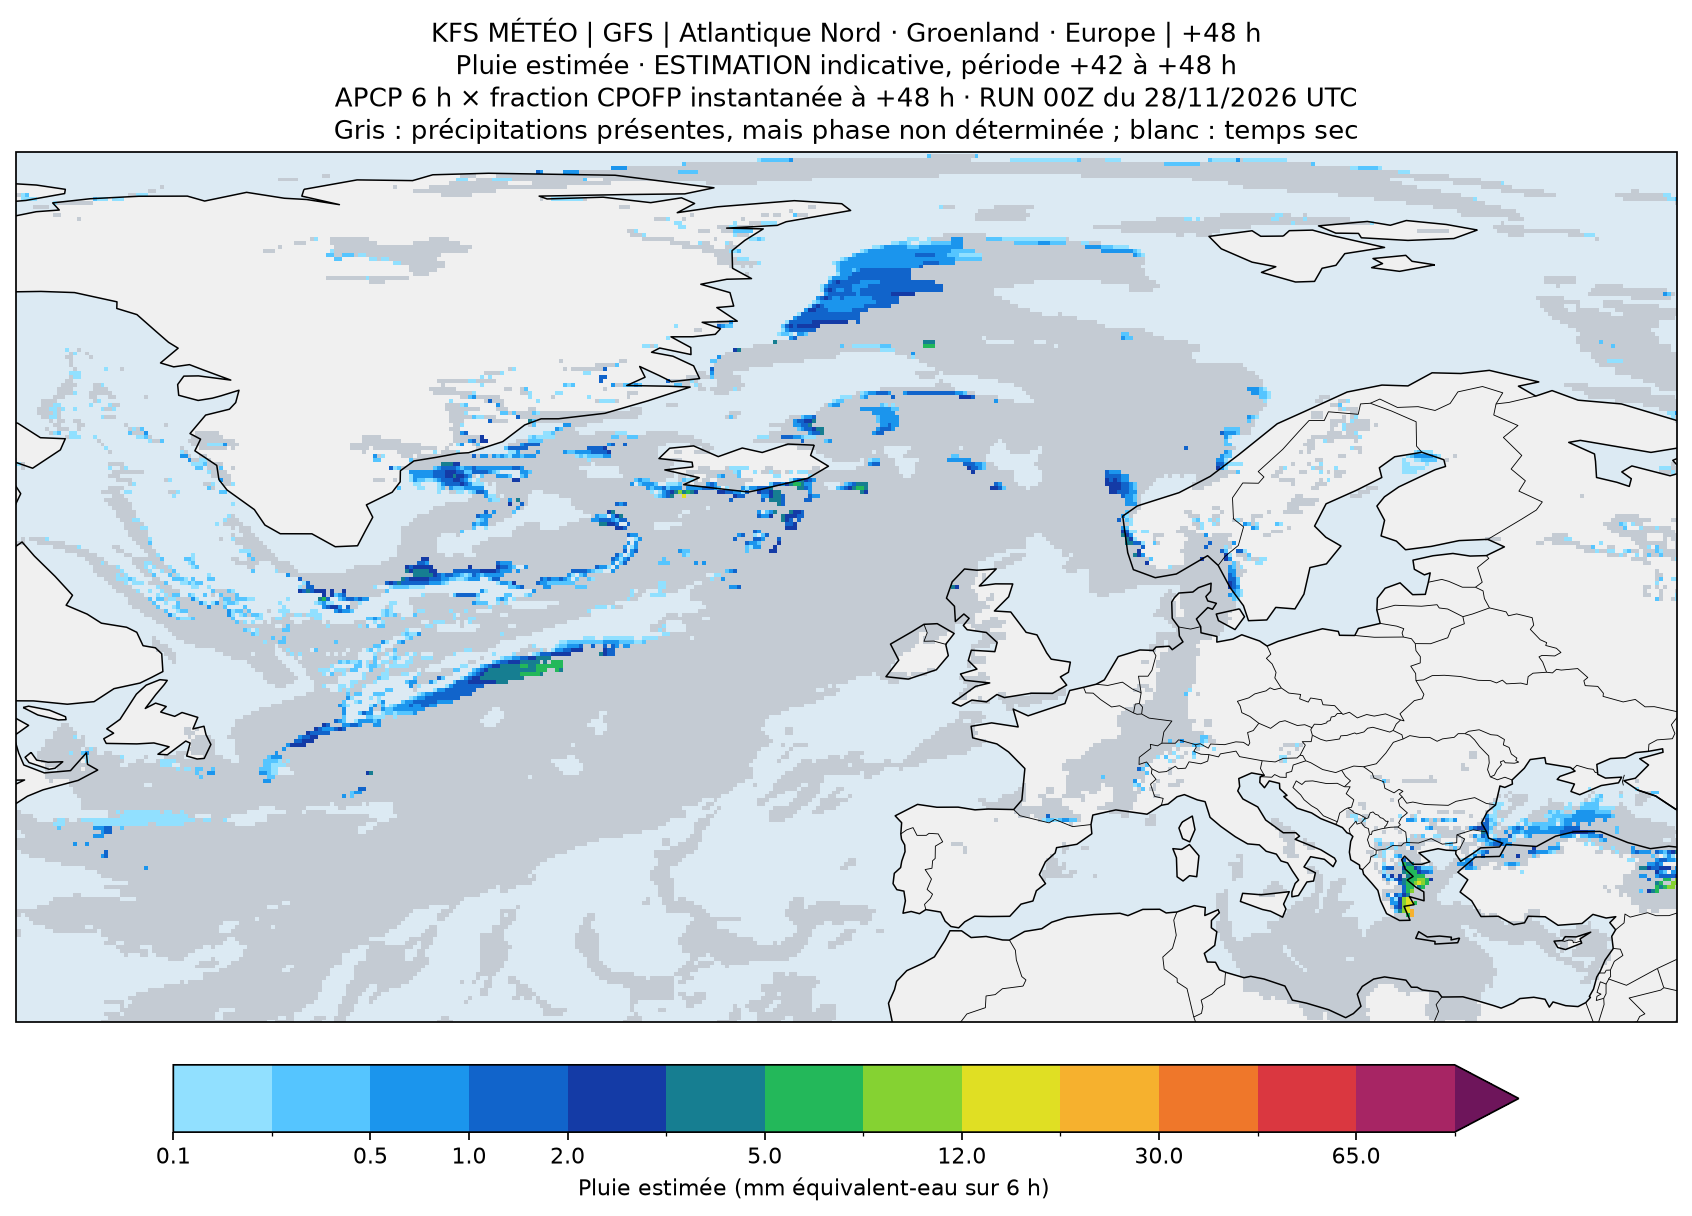 KFS MÉTÉO | GFS | Atlantique Nord · Groenland · Europe | +48 h
Pluie estimée · ESTIMATION indicative, période +42 à +48 h
APCP 6 h × fraction CPOFP instantanée à +48 h · RUN 00Z du 28/11/2026 UTC
Gris : précipitations présentes, mais phase non déterminée ; blanc : temps sec
0.1 0.5 1.0 2.0 5.0 12.0 30.0 65.0
Pluie estimée (mm équivalent-eau sur 6 h)